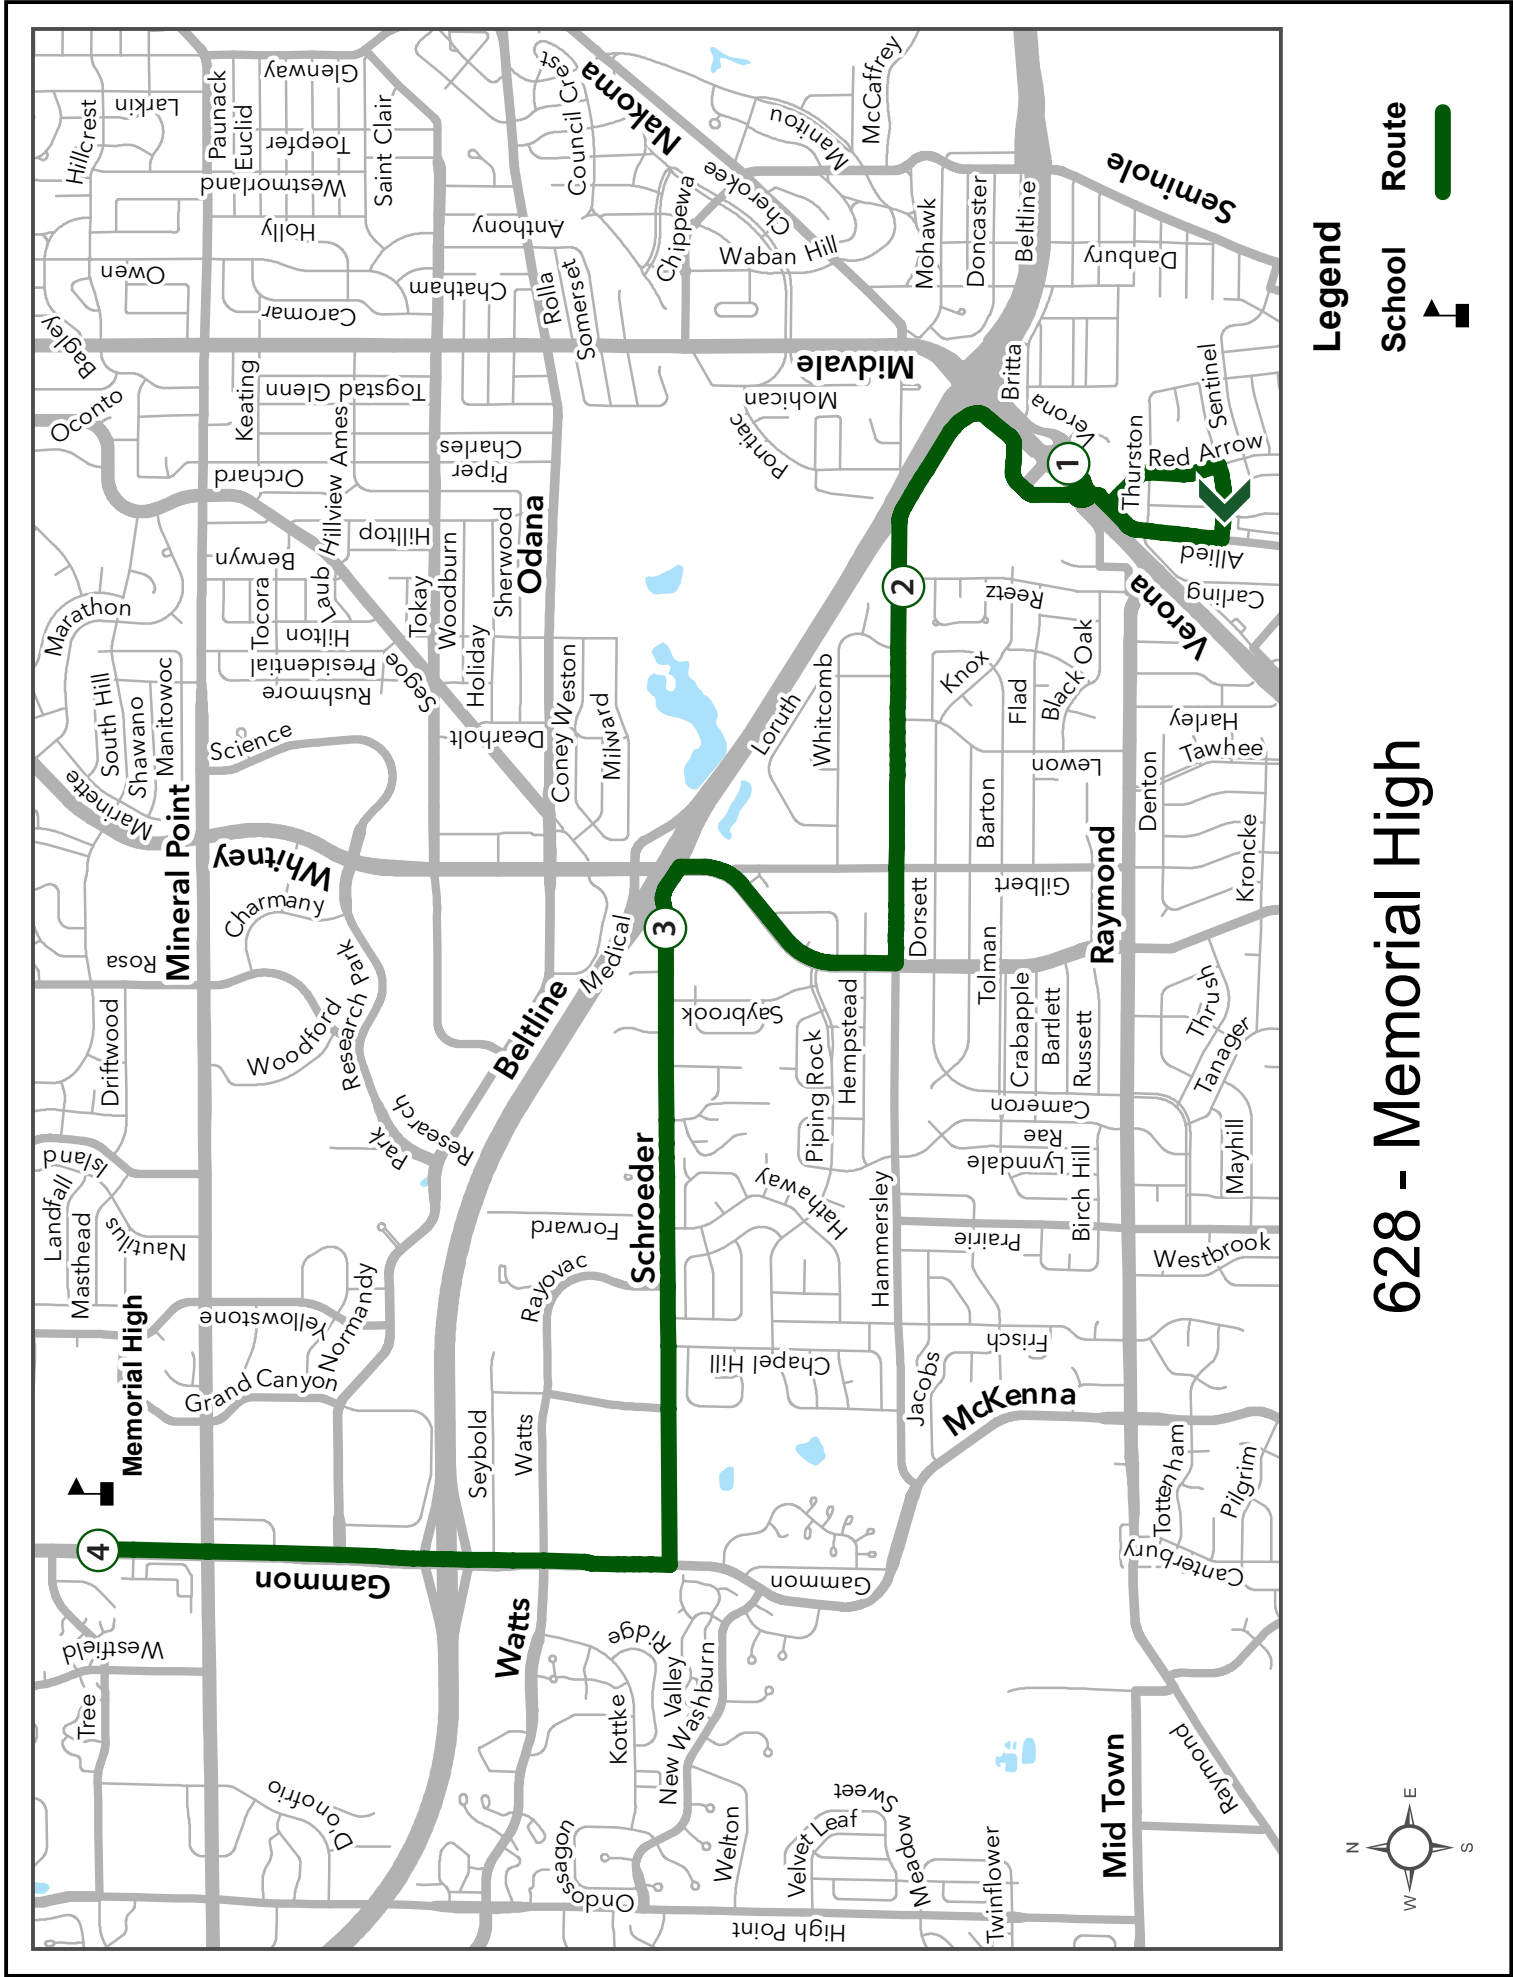 Hillcrest
Larkin
Paunack
Euclid
Glenway
Toepfer
Westmorland
Saint Clair
Holly
Owen
Caromar
Chatham
Anthony
Council Crest
Nakoma
McCaffrey
Manitou
Cherokee
Chippewa
Waban Hill
Mohawk
Doncaster
Beltline
Seminole
Danbury
Rolla
Somerset
Bagley
Oconto
Keating
Togstad Glenn
Ames
Hillview
Orchard
Charles
Piper
Midvale
Mohican
Pontiac
Britta
Verona
Sentinel
Thurston
Red Arrow
1
Allied
Carling
Verona
Berwyn
Laub
Hilltop
Tokay
Woodburn
Sherwood
Odana
Holiday
Tocora
Hilton
Presidential
Rushmore
Segoe
Marathon
South Hill
Shawano
Manitowoc
Marinette
Science
Dearholt
Coney Weston
Milward
Loruth
Whitcomb
2
Reetz
Knox
Flad
Black Oak
Lewon
Harley
Tawhee
Denton
Barton
Kroncke
Mineral Point
Whitney
Charmany
Rosa
Research Park
Woodford
Driftwood
Medical
3
Beltline
Dorsett
Gilbert
Raymond
Tolman
Crabapple
Bartlett
Russett
Thrush
Tanager
Saybrook
Hempstead
Piping Rock
Cameron
Rae
Lynndale
Birch Hill
Mayhill
Island
Landfall
Masthead
Nautilus
Research
Park
Schroeder
Forward
Rayovac
Hathaway
Hammersley
Prairie
Westbrook
Memorial High
Yellowstone
Normandy
Grand Canyon
Chapel Hill
Frisch
Jacobs
McKenna
Seybold
Watts
Tottenham
Pilgrim
Canterbury
4
Gammon
Gammon
Watts
Westfield
Tree
Ridge
Valley
Kottke
New Washburn
D'onofrio
Ondossagon
Welton
Velvet Leaf
Sweet
Meadow
Twinflower
High Point
Mid Town
Raymond
Legend
School
Route
628 - Memorial High
N
E
S
W